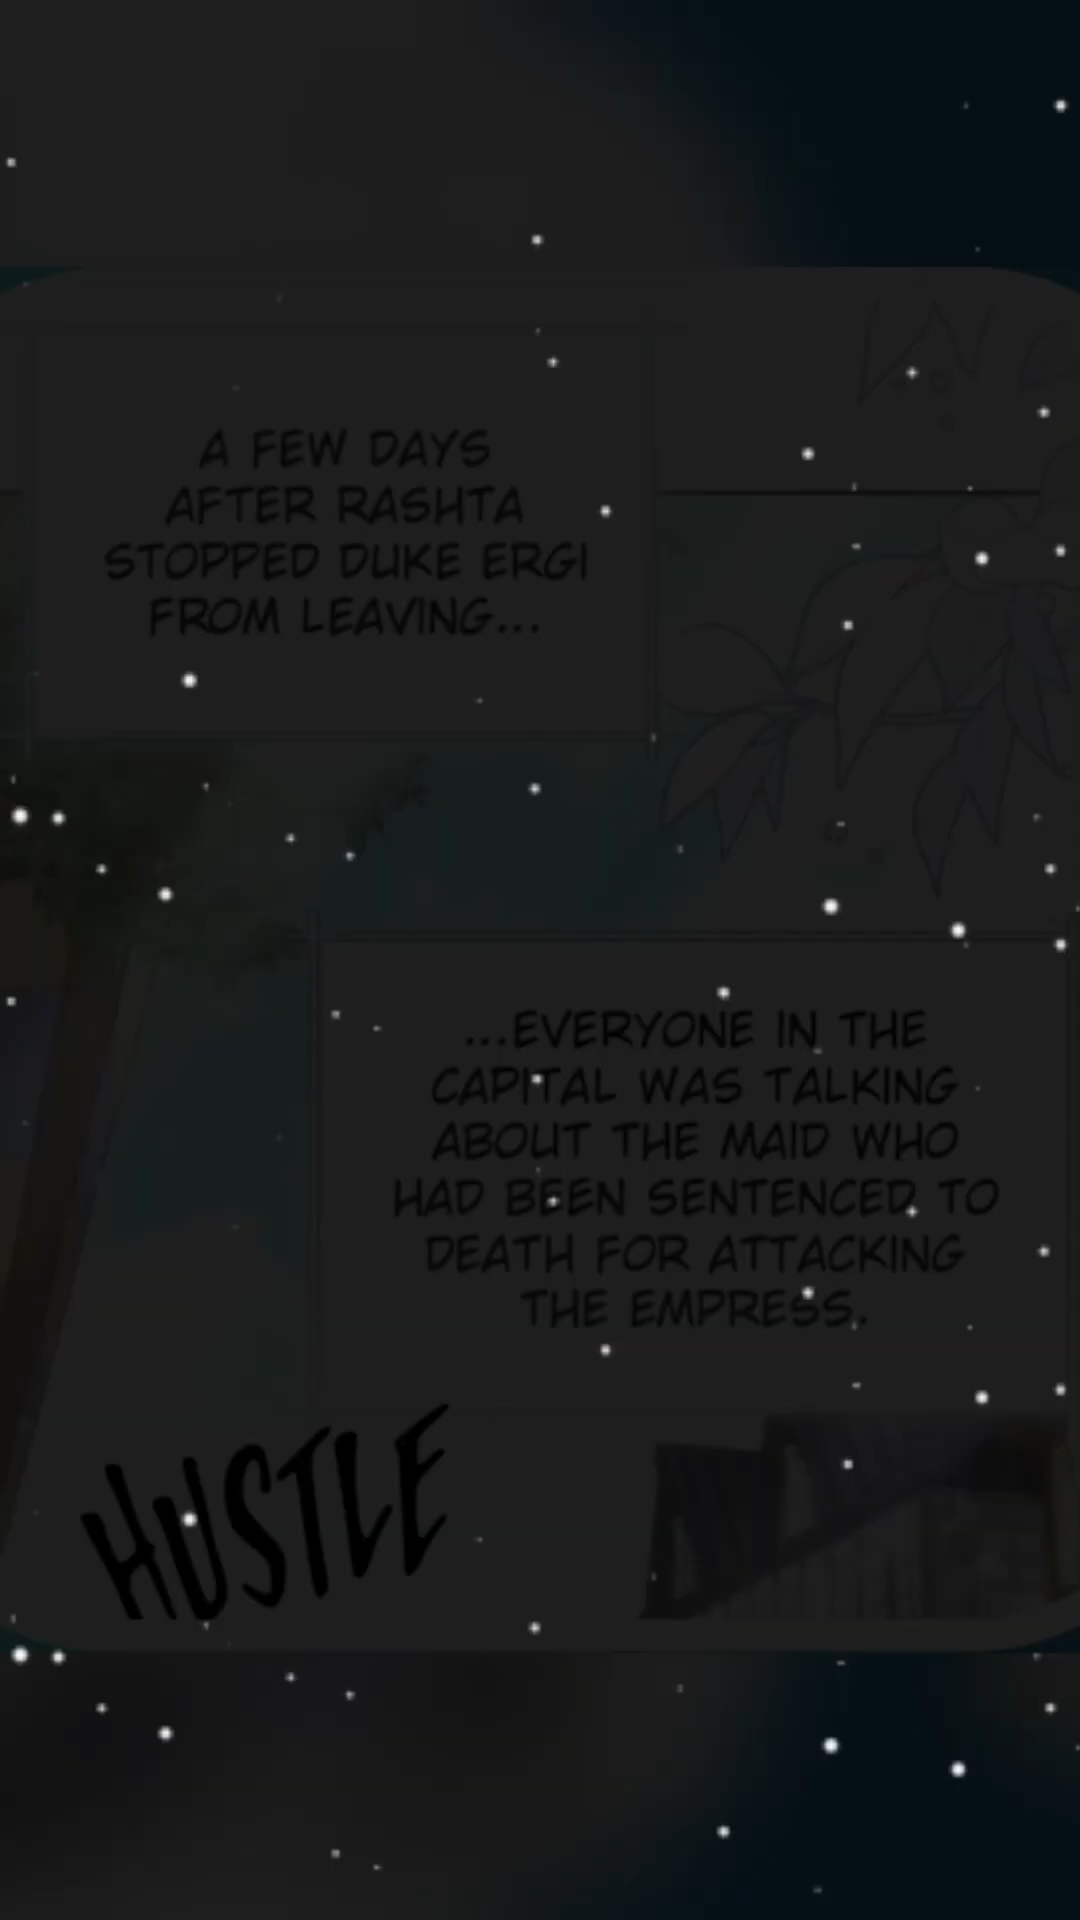 A FEW DAYS
AFTER RASHTA
STOPPED DUKE ERGI
FROM LEAVING...
...EVERYONE IN THE
CAPITAL WAS TALKING
ABOUT THE MAID WHO
HAD BEEN SENTENCED TO
DEATH FOR ATTACKING
THE EMPRESS.
HUSTLE